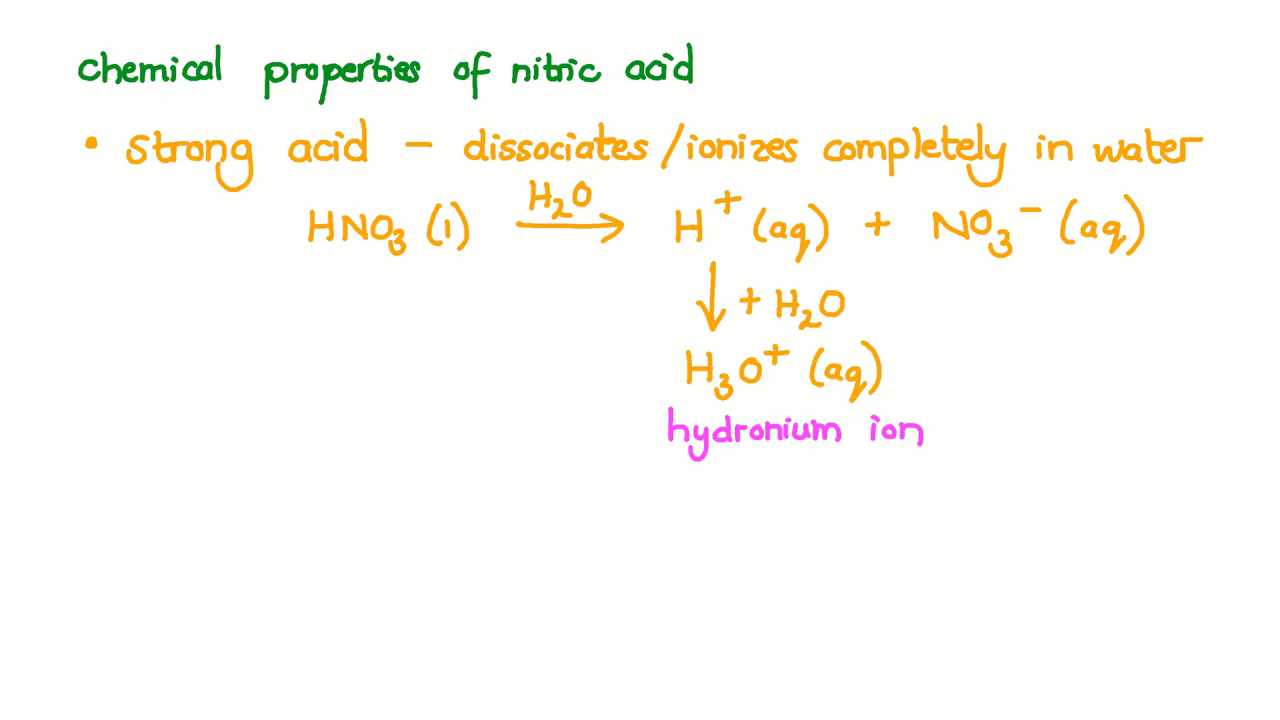 chemical properties of nitric acid
• strong acid – dissociates/ionizes completely in water
H₂O
HNO₃ (l) ⟶ H⁺ (aq) + NO₃⁻ (aq)
↓ + H₂O
H₃O⁺ (aq)
hydronium ion